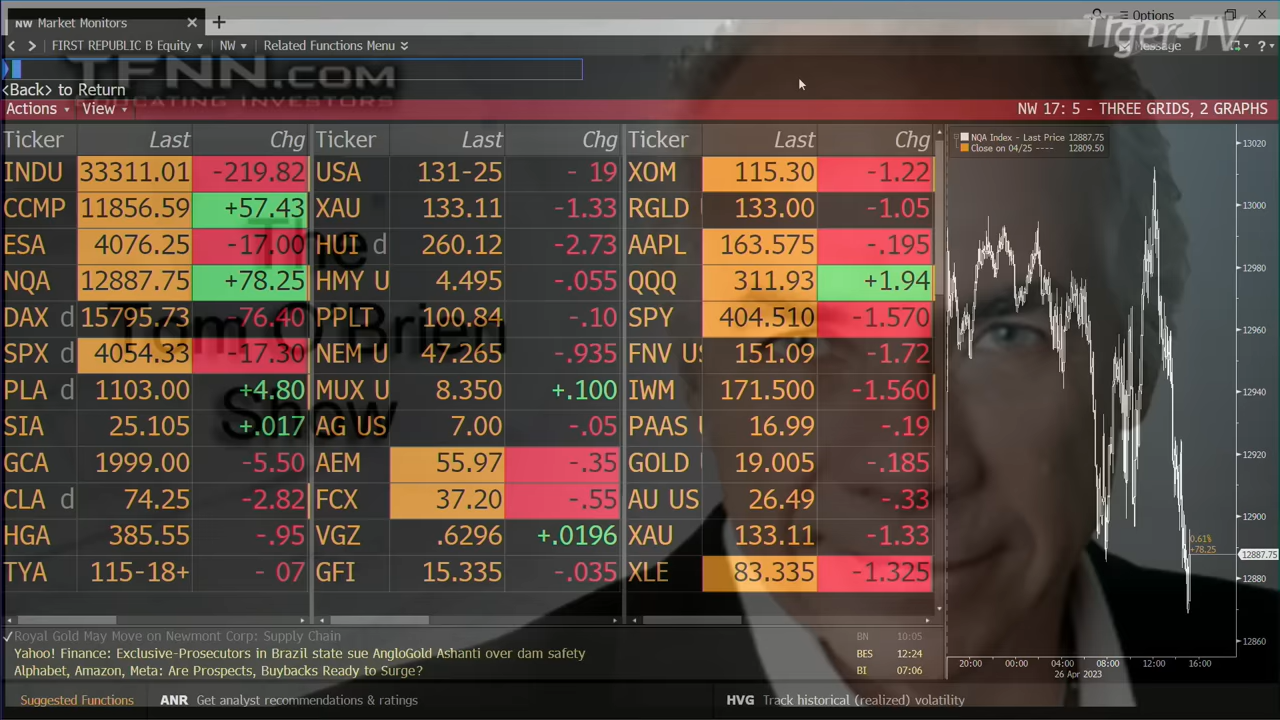 NW Market Monitors × +
Options
FIRST REPUBLIC B Equity NW Related Functions Menu
Message ?
Tiger-TV
TFNN.COM
EDUCATING INVESTORS
<Back> to Return
Actions View NW 17: 5 - THREE GRIDS, 2 GRAPHS
Ticker Last Chg Ticker Last Chg Ticker Last Chg
INDU 33311.01 -219.82 USA 131-25 - 19 XOM 115.30 -1.22
CCMP 11856.59 +57.43 XAU 133.11 -1.33 RGLD 133.00 -1.05
ESA 4076.25 -17.00 HUI d 260.12 -2.73 AAPL 163.575 -.195
NQA 12887.75 +78.25 HMY U 4.495 -.055 QQQ 311.93 +1.94
DAX d 15795.73 -76.40 PPLT 100.84 -.10 SPY 404.510 -1.570
SPX d 4054.33 -17.30 NEM U 47.265 -.935 FNV US 151.09 -1.72
PLA d 1103.00 +4.80 MUX U 8.350 +.100 IWM 171.500 -1.560
SIA 25.105 +.017 AG US 7.00 -.05 PAAS 16.99 -.19
GCA 1999.00 -5.50 AEM 55.97 -.35 GOLD 19.005 -.185
CLA d 74.25 -2.82 FCX 37.20 -.55 AU US 26.49 -.33
HGA 385.55 -.95 VGZ .6296 +.0196 XAU 133.11 -1.33
TYA 115-18+ - 07 GFI 15.335 -.035 XLE 83.335 -1.325
The
Tom O'Brien
Show
NQA Index - Last Price 12887.75
Close on 04/25 ---- 12809.50
13020
13000
12980
12960
12940
12920
12900
0.61%
+78.25
12887.75
12880
12860
20:00 00:00 04:00 08:00 12:00 16:00
26 Apr 2023
Royal Gold May Move on Newmont Corp: Supply Chain BN 10:05
Yahoo! Finance: Exclusive-Prosecutors in Brazil state sue AngloGold Ashanti over dam safety BES 12:24
Alphabet, Amazon, Meta: Are Prospects, Buybacks Ready to Surge? BI 07:06
Suggested Functions ANR Get analyst recommendations & ratings HVG Track historical (realized) volatility